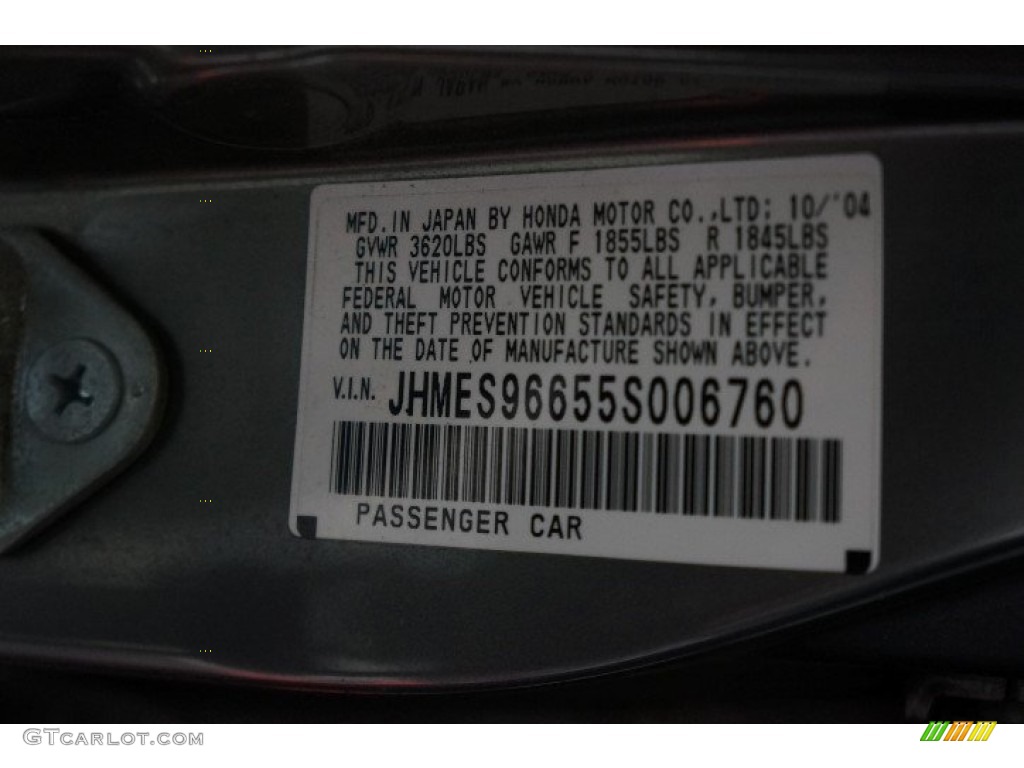 MFD. IN JAPAN BY HONDA MOTOR CO.,LTD; 10/'04
GVWR 3620LBS GAWR F 1855LBS R 1845LBS
THIS VEHICLE CONFORMS TO ALL APPLICABLE
FEDERAL MOTOR VEHICLE SAFETY, BUMPER,
AND THEFT PREVENTION STANDARDS IN EFFECT
ON THE DATE OF MANUFACTURE SHOWN ABOVE.
V.I.N. JHMES96655S006760
PASSENGER CAR
GTCARLOT.COM